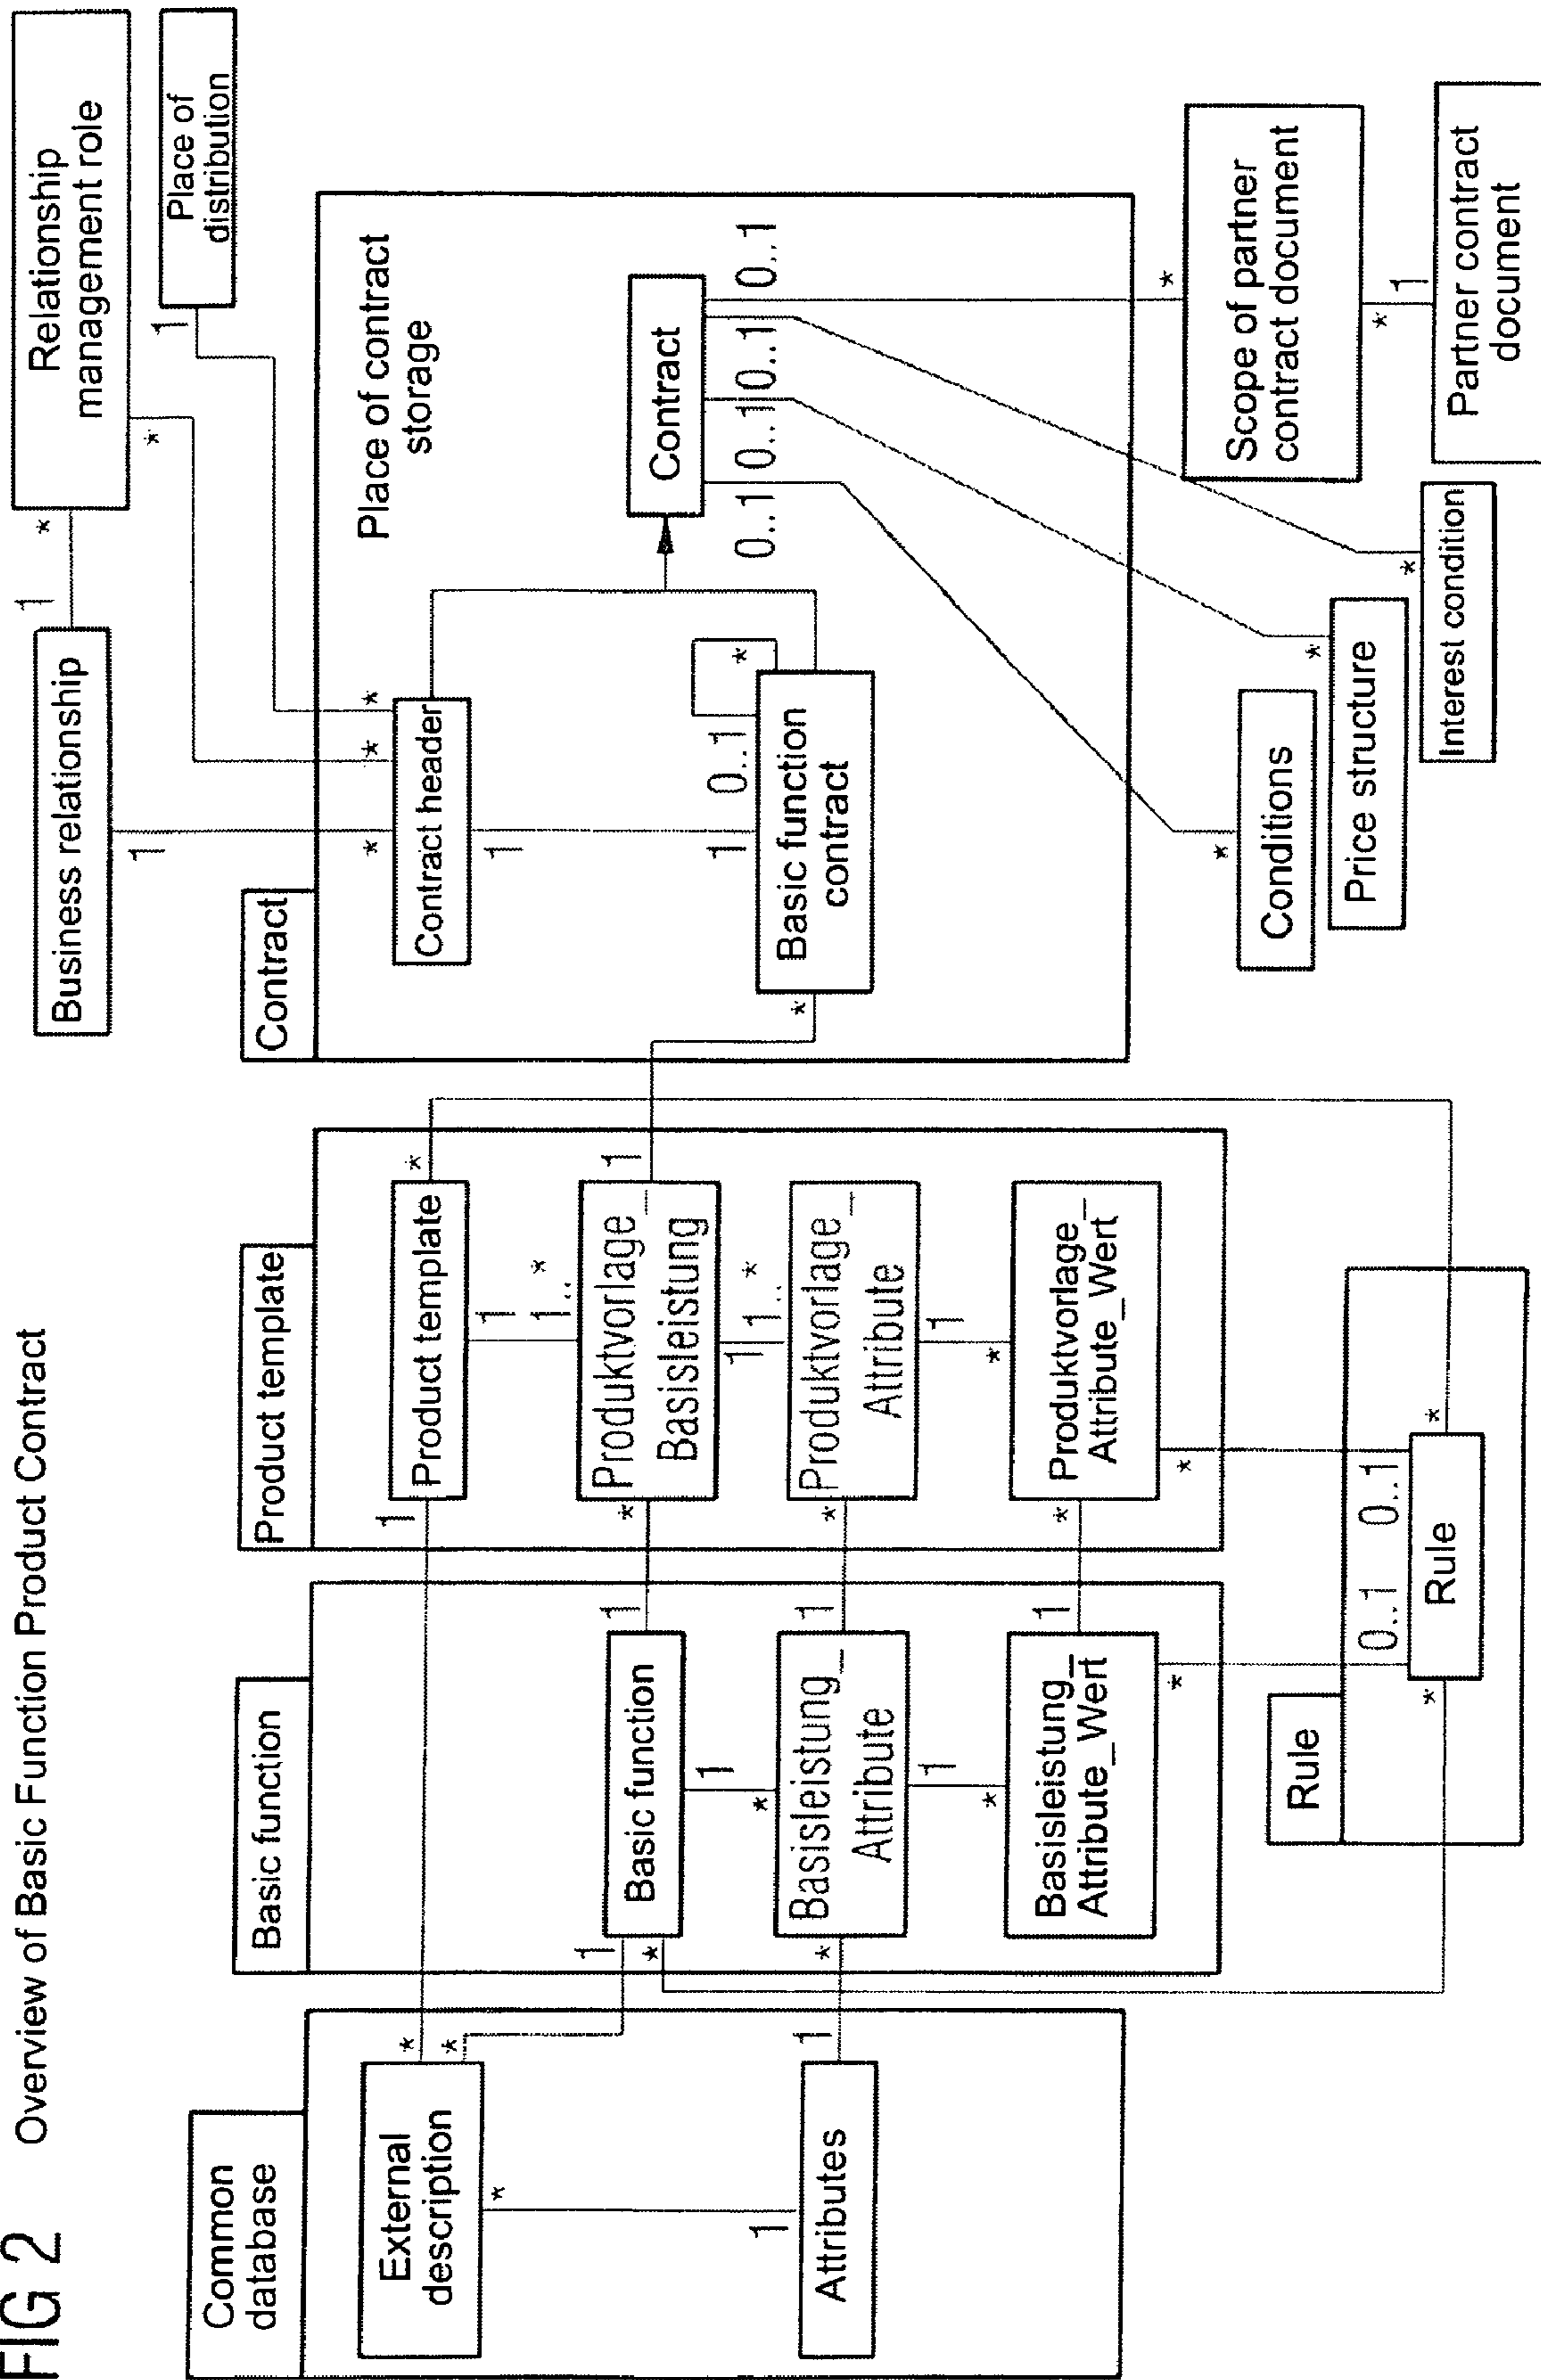 FIG 2
Overview of Basic Function Product Contract
Common
database
External
description
*
*
*
1
Attributes
1
Basic function
1
*
Basic function
1
1
*
*
Basisleistung_
Attribute
1
1
*
Basisleistung_
Attribute_Wert
1
*
Product template
1
Product template
*
1
1..*
*
Produktvorlage_
Basisleistung
1
1
1..*
*
Produktvorlage_
Attribute
1
*
*
Produktvorlage_
Attribute_Wert
*
Rule
0..1
0..1
*
Rule
*
Business relationship
1
*
Relationship
management role
*
1
Place of
distribution
1
Contract
Place of contract
storage
*
*
*
Contract header
1
1
0..1
*
*
Basic function
contract
Contract
0..1
0..1
0..1
0..1
*
Conditions
*
Price structure
*
Interest condition
*
Scope of partner
contract document
*
1
Partner contract
document